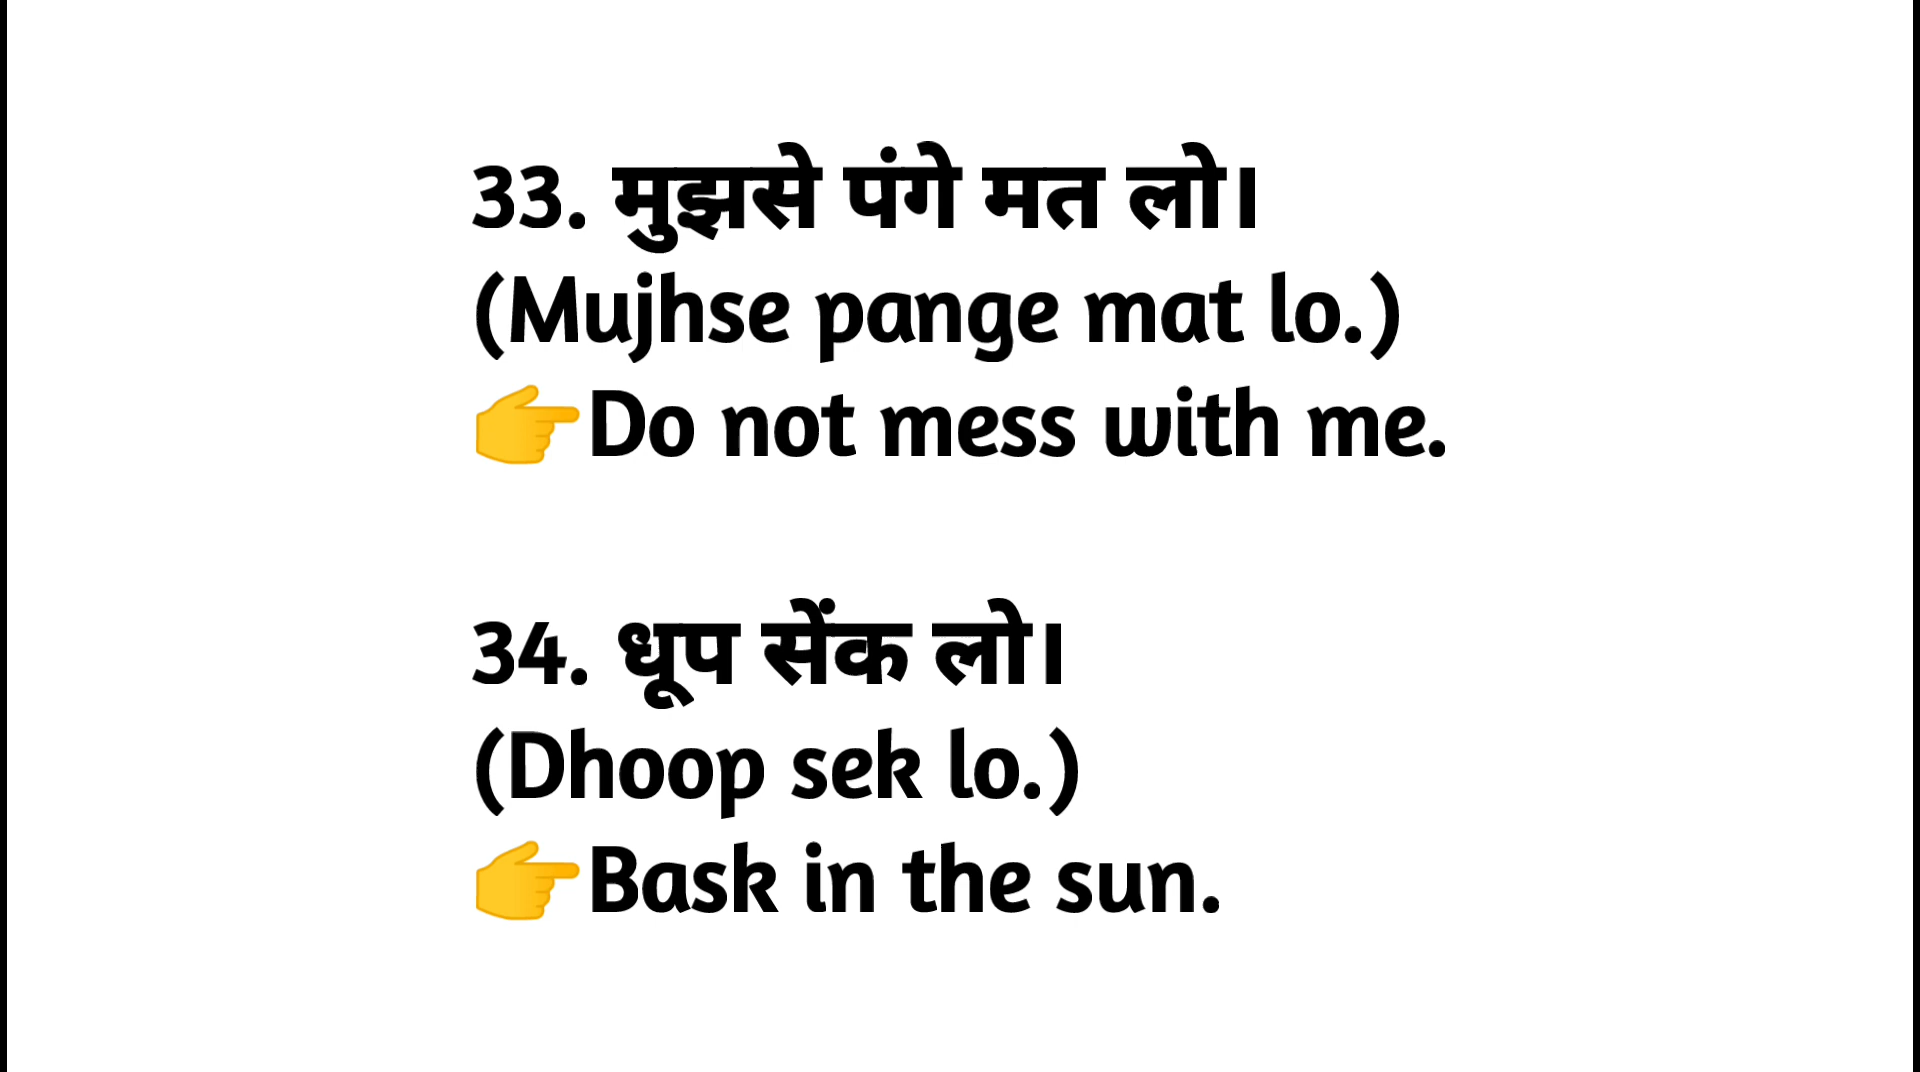 33. मुझसे पंगे मत लो।
(Mujhse pange mat lo.)
👉Do not mess with me.
34. धूप सेंक लो।
(Dhoop sek lo.)
👉Bask in the sun.